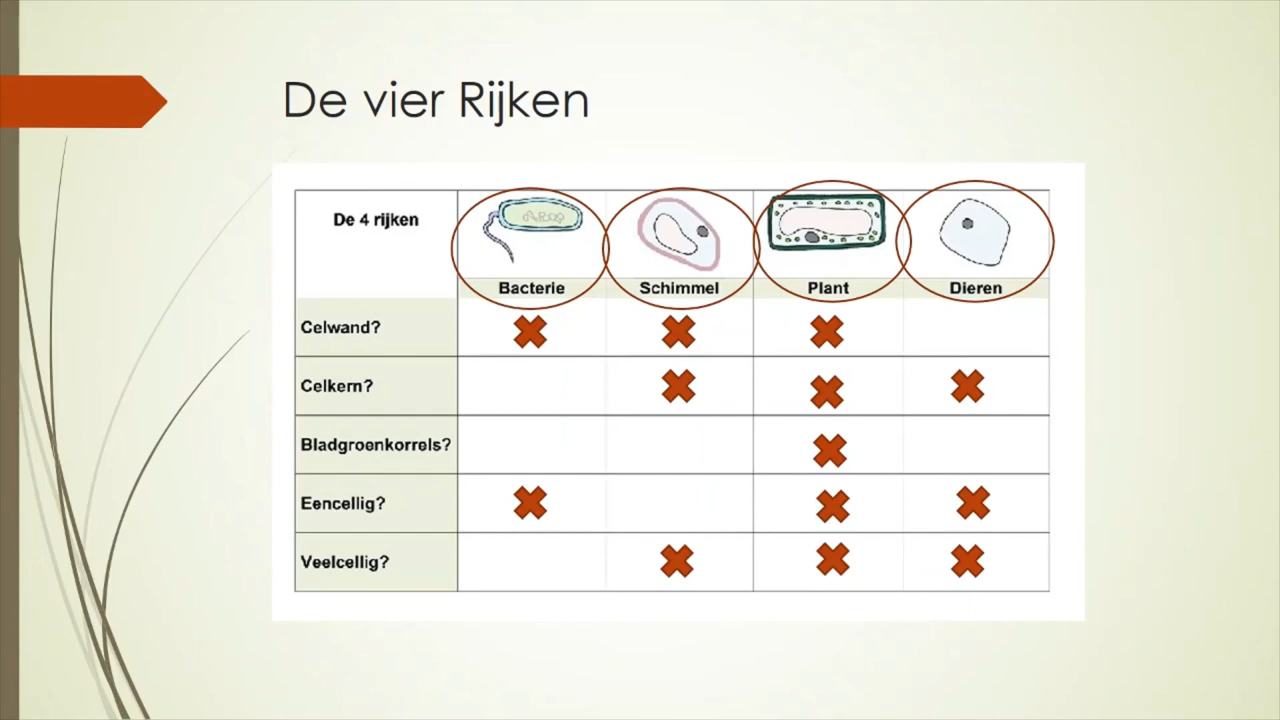 De vier Rijken
De 4 rijken
Bacterie Schimmel Plant Dieren
Celwand?
Celkern?
Bladgroenkorrels?
Eencellig?
Veelcellig?